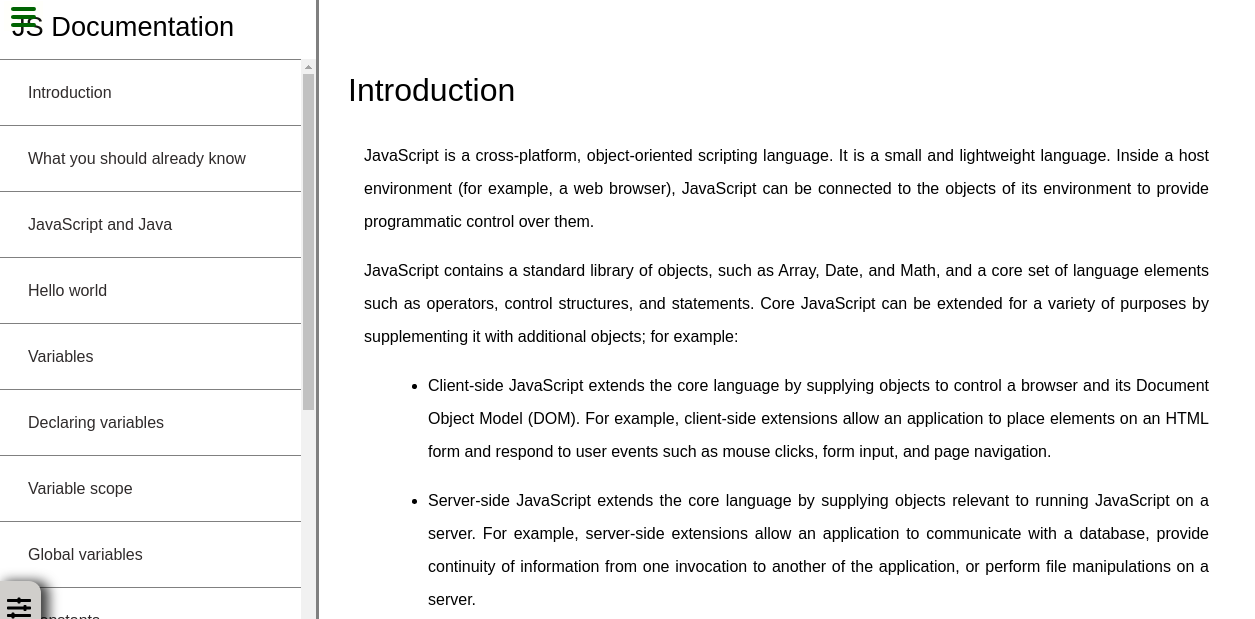 JS Documentation
Introduction
What you should already know
JavaScript and Java
Hello world
Variables
Declaring variables
Variable scope
Global variables
Introduction
JavaScript is a cross-platform, object-oriented scripting language. It is a small and lightweight language. Inside a host
environment (for example, a web browser), JavaScript can be connected to the objects of its environment to provide
programmatic control over them.
JavaScript contains a standard library of objects, such as Array, Date, and Math, and a core set of language elements
such as operators, control structures, and statements. Core JavaScript can be extended for a variety of purposes by
supplementing it with additional objects; for example:
Client-side JavaScript extends the core language by supplying objects to control a browser and its Document
Object Model (DOM). For example, client-side extensions allow an application to place elements on an HTML
form and respond to user events such as mouse clicks, form input, and page navigation.
Server-side JavaScript extends the core language by supplying objects relevant to running JavaScript on a
server. For example, server-side extensions allow an application to communicate with a database, provide
continuity of information from one invocation to another of the application, or perform file manipulations on a
server.